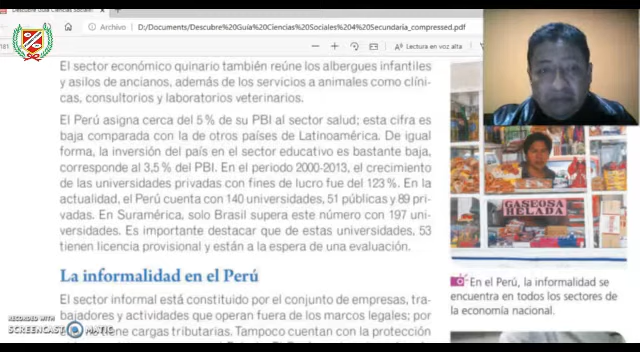 Descubre Guía Ciencias Sociales
Archivo
D:/Documents/Descubre%20Guía%20Ciencias%20Sociales%204%20Secundaria_compressed.pdf
181
Lectura en voz alta
El sector económico quinario también reúne los albergues infantiles
y asilos de ancianos, además de los servicios a animales como clíni-
cas, consultorios y laboratorios veterinarios.
El Perú asigna cerca del 5 % de su PBI al sector salud; esta cifra es
baja comparada con la de otros países de Latinoamérica. De igual
forma, la inversión del país en el sector educativo es bastante baja,
corresponde al 3,5 % del PBI. En el periodo 2000-2013, el crecimiento
de las universidades privadas con fines de lucro fue del 123 %. En la
actualidad, el Perú cuenta con 140 universidades, 51 públicas y 89 pri-
vadas. En Suramérica, solo Brasil supera este número con 197 uni-
versidades. Es importante destacar que de estas universidades, 53
tienen licencia provisional y están a la espera de una evaluación.
La informalidad en el Perú
El sector informal está constituido por el conjunto de empresas, tra-
bajadores y actividades que operan fuera de los marcos legales; por
no tiene cargas tributarias. Tampoco cuentan con la protección
GASEOSA
HELADA
En el Perú, la informalidad se
encuentra en todos los sectores de
la economía nacional.
RECORDED WITH
SCREENCAST MATIC